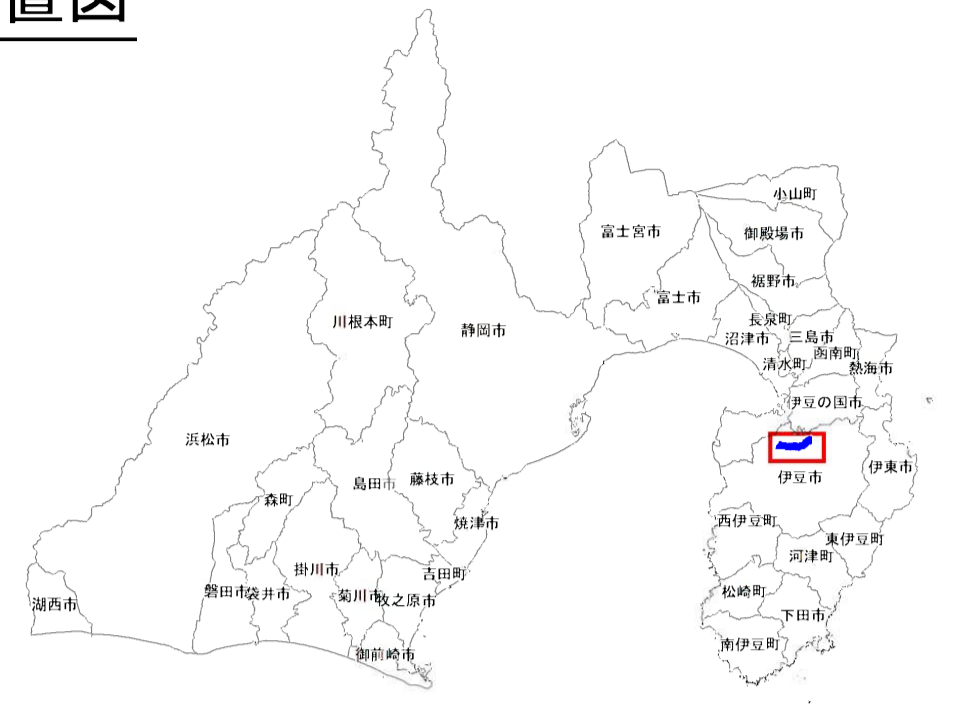 置図
小山町
富士宮市
御殿場市
裾野市
富士市
長泉町
川根本町
静岡市
沼津市
三島市
函南町
清水町
熱海市
伊豆の国市
浜松市
伊東市
伊豆市
島田市
藤枝市
森町
焼津市
西伊豆町
東伊豆町
河津町
掛川市
吉田町
磐田市
袋井市
菊川市
牧之原市
松崎町
湖西市
下田市
南伊豆町
御前崎市